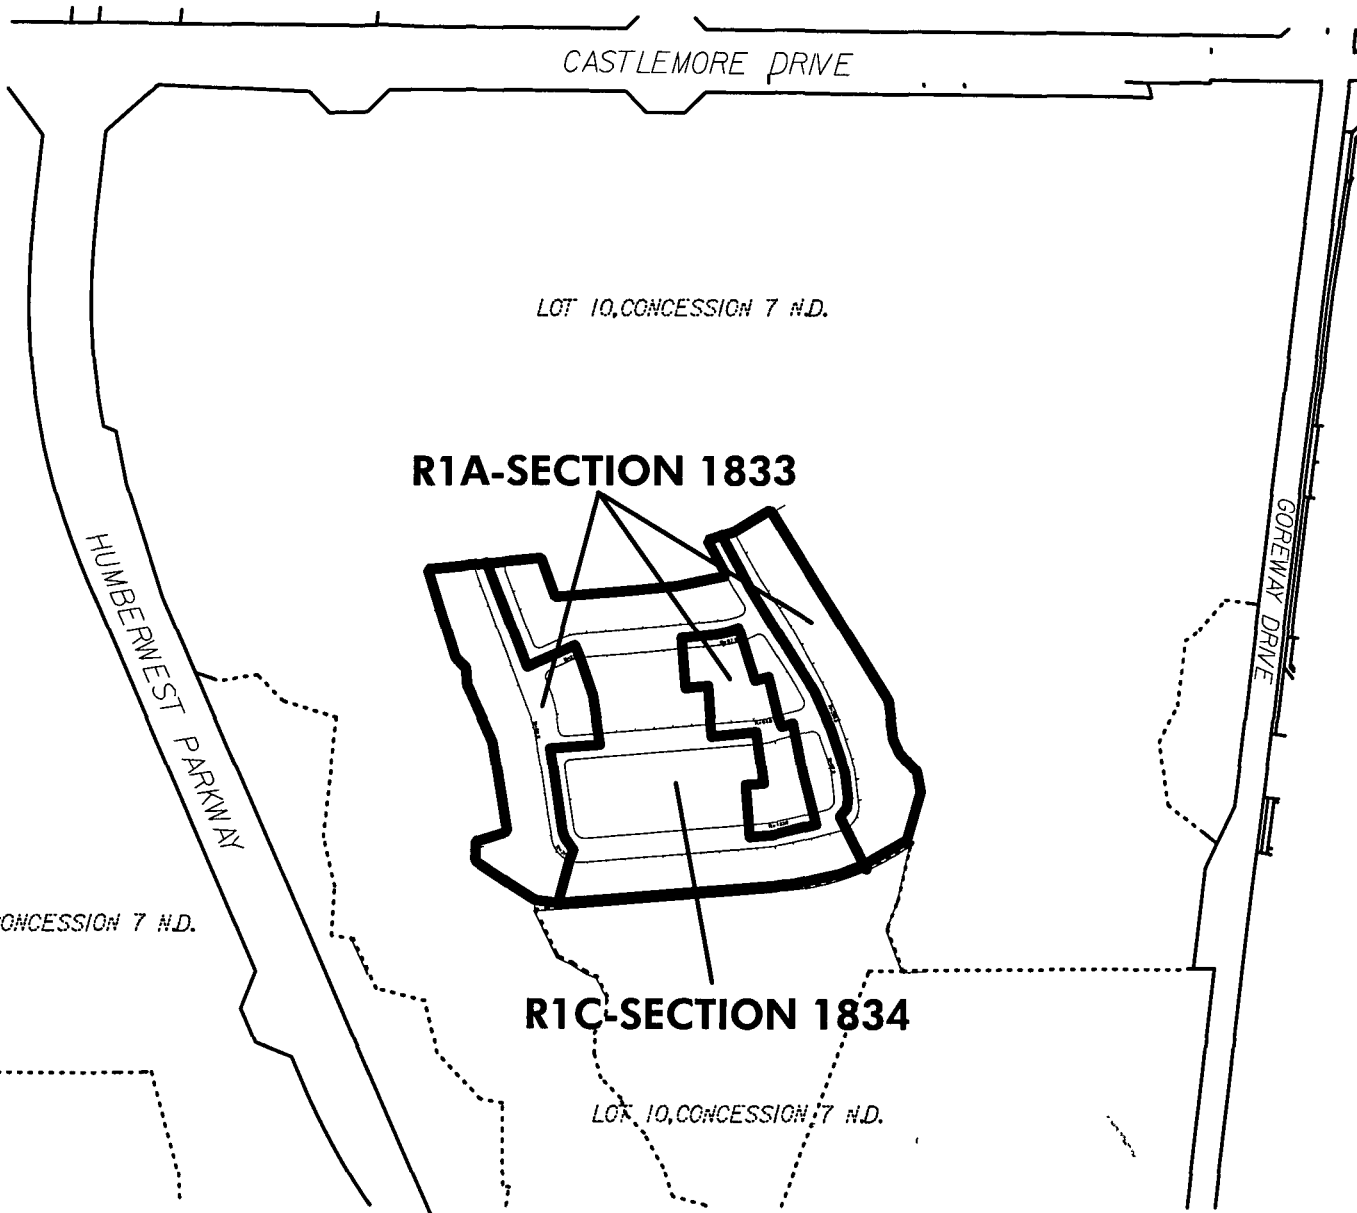 CASTLEMORE DRIVE
LOT 10, CONCESSION 7 N.D.
R1A-SECTION 1833
GOREWAY DRIVE
HUMBERWEST PARKWAY
ONCESSION 7 N.D.
R1C-SECTION 1834
LOT 10, CONCESSION 7 N.D.